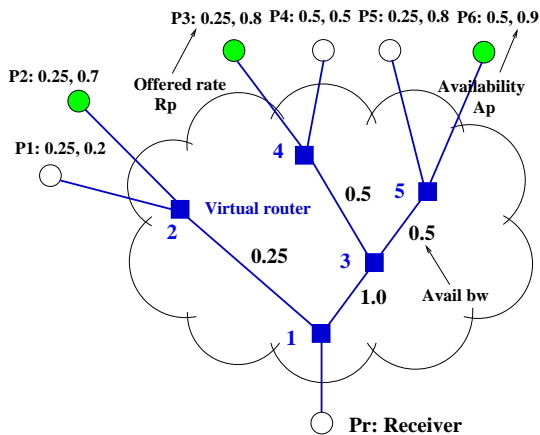 P3: 0.25, 0.8
P4: 0.5, 0.5
P5: 0.25, 0.8
P6: 0.5, 0.9
Offered rate
Rp
Availability
Ap
P2: 0.25, 0.7
P1: 0.25, 0.2
4
5
0.5
Virtual router
2
0.5
0.25
3
1.0
Avail bw
1
Pr: Receiver